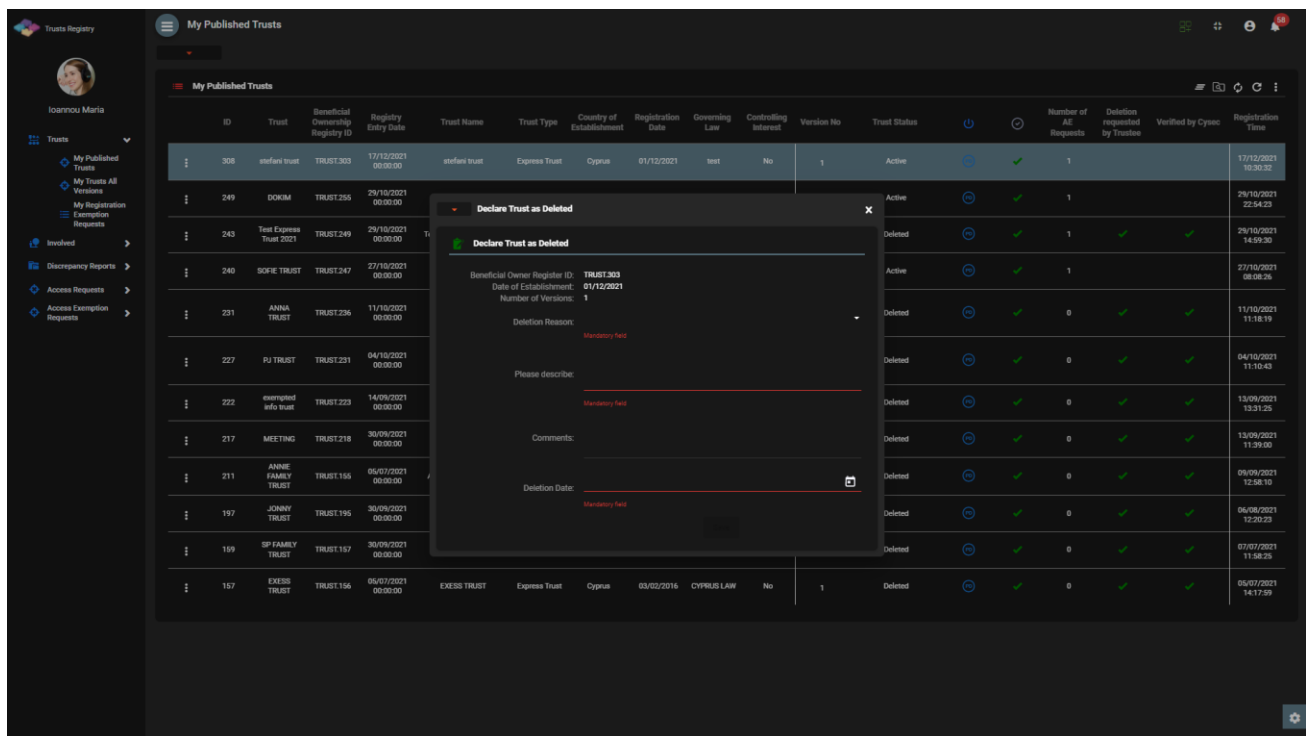 Trusts Registry
My Published Trusts
58
Ioannou Maria
Trusts
My Published
Trusts
My Trusts All
Versions
My Registration
Exemption
Requests
Involved
Discrepancy Reports
Access Requests
Access Exemption
Requests
My Published Trusts
ID Trust Beneficial Ownership Registry ID Registry Entry Date Trust Name Trust Type Country of Establishment Registration Date Governing Law Controlling Interest Version No Trust Status Number of AE Requests Deletion requested by Trustee Verified by Cysec Registration Time
308 stefani trust TRUST.303 17/12/2021 00:00:00 stefani trust Express Trust Cyprus 01/12/2021 test No 1 Active 1 17/12/2021 10:30:32
249 DOKIM TRUST.255 29/10/2021 00:00:00 Active 1 29/10/2021 22:54:23
243 Test Express Trust 2021 TRUST.249 29/10/2021 00:00:00 Deleted 1 29/10/2021 14:59:30
240 SOFIE TRUST TRUST.247 27/10/2021 00:00:00 Active 1 27/10/2021 08:08:26
231 ANNA TRUST TRUST.236 11/10/2021 00:00:00 Deleted 0 11/10/2021 11:18:19
227 PJ TRUST TRUST.231 04/10/2021 00:00:00 Deleted 0 04/10/2021 11:10:43
222 exempted info trust TRUST.223 14/09/2021 00:00:00 Deleted 0 13/09/2021 13:31:25
217 MEETING TRUST.218 30/09/2021 00:00:00 Deleted 0 13/09/2021 11:39:00
211 ANNIE FAMILY TRUST TRUST.155 05/07/2021 00:00:00 Deleted 0 09/09/2021 12:58:10
197 JONNY TRUST TRUST.195 30/09/2021 00:00:00 Deleted 0 06/08/2021 12:20:23
159 SP FAMILY TRUST TRUST.157 30/09/2021 00:00:00 Deleted 0 07/07/2021 11:58:25
157 EXESS TRUST TRUST.156 05/07/2021 00:00:00 EXESS TRUST Express Trust Cyprus 03/02/2016 CYPRUS LAW No 1 Deleted 0 05/07/2021 14:17:59
Declare Trust as Deleted
Declare Trust as Deleted
Beneficial Owner Register ID: TRUST.303
Date of Establishment: 01/12/2021
Number of Versions: 1
Deletion Reason:
Mandatory field
Please describe:
Mandatory field
Comments:
Deletion Date:
Mandatory field